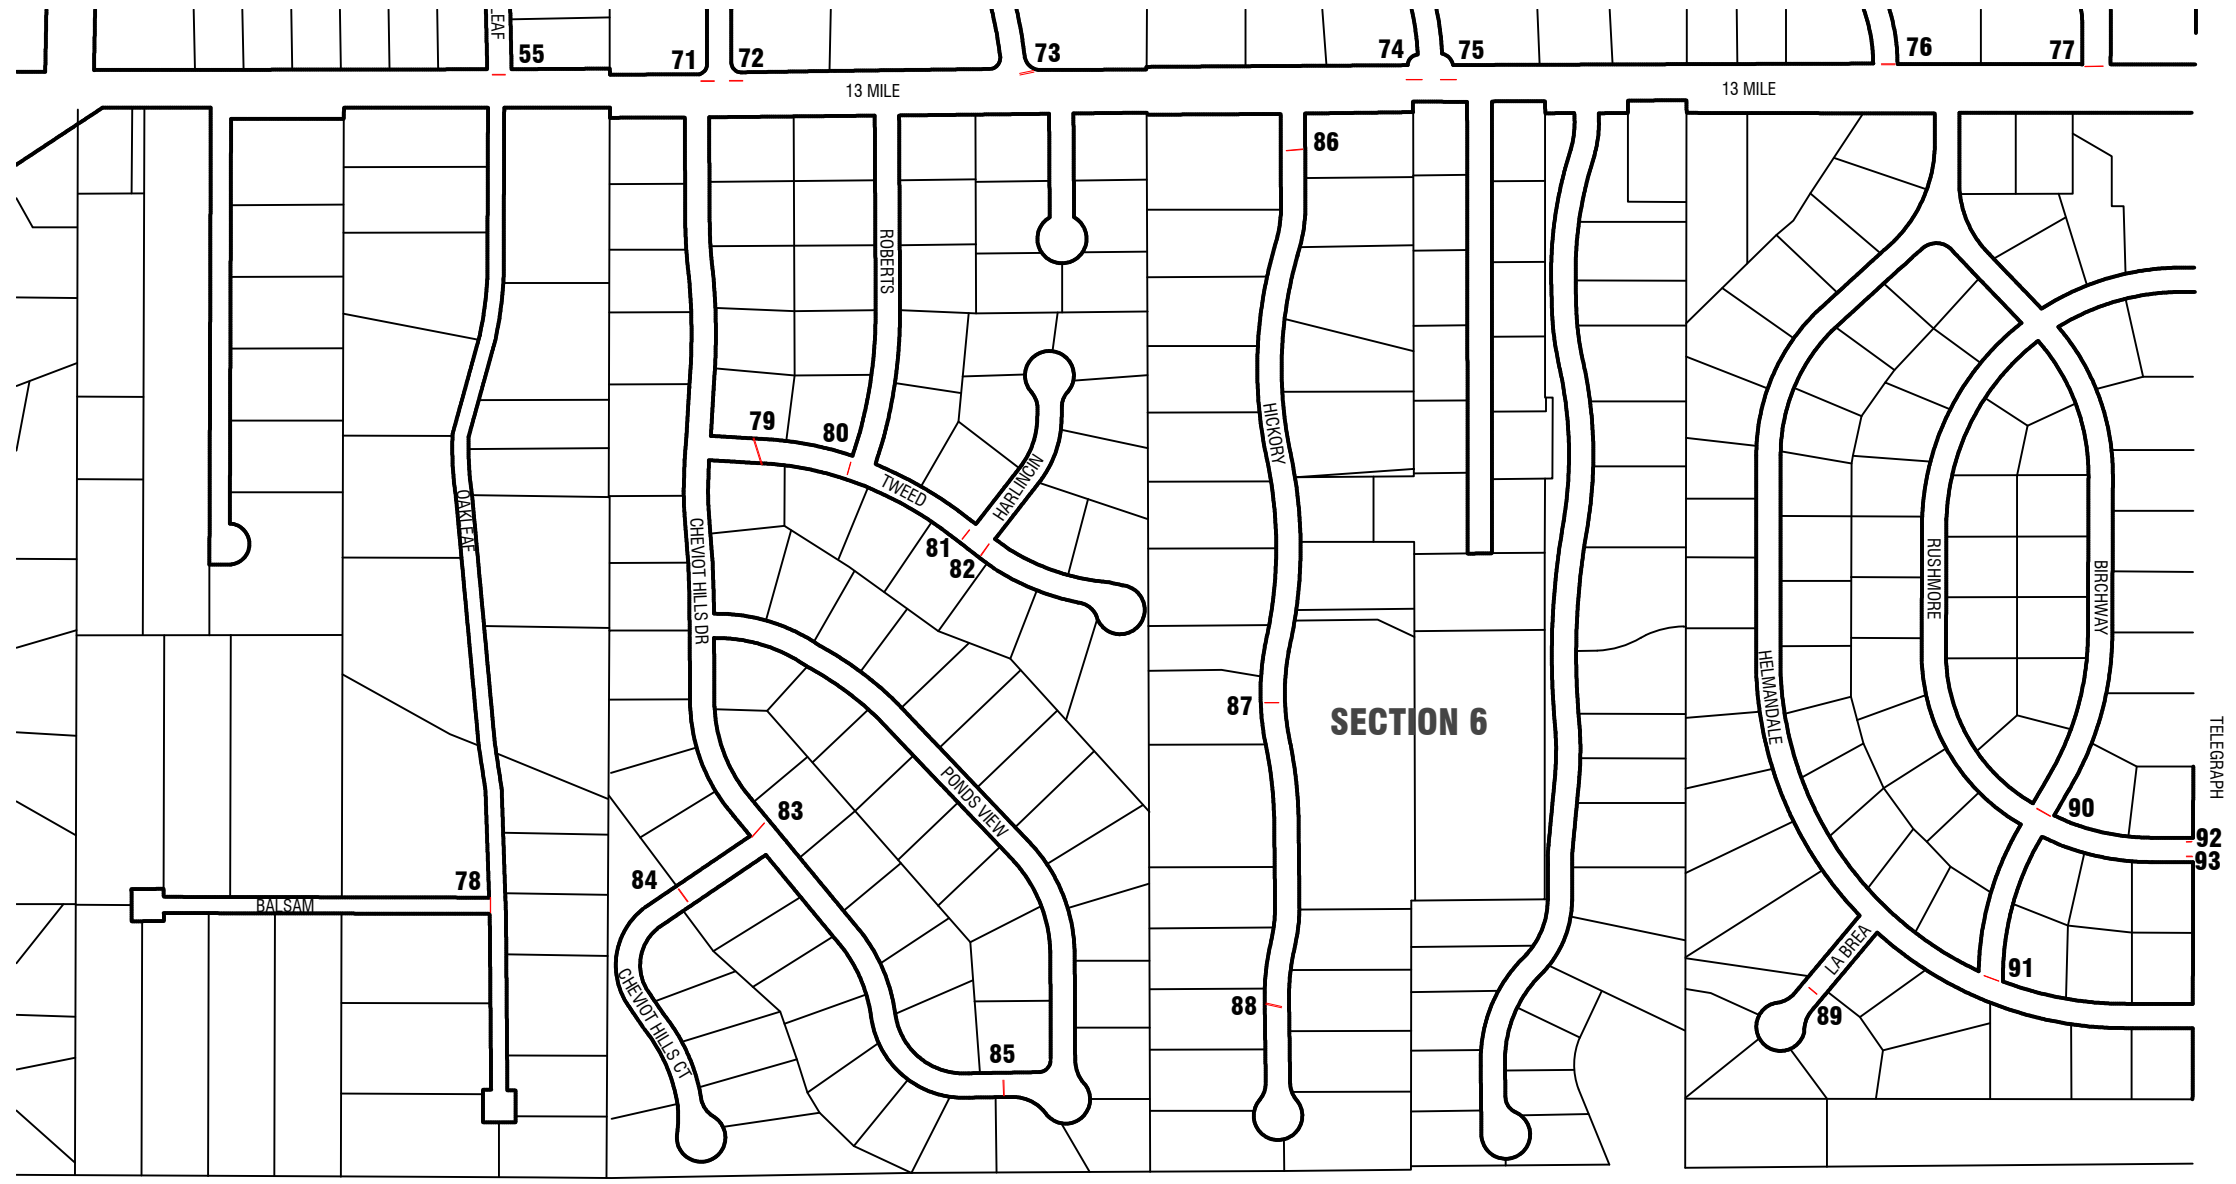 LEAF
55
71
72
73
74
75
76
77
13 MILE
13 MILE
86
ROBERTS
79
80
HICKORY
TWEED
HARLINCIN
OAKLEAF
CHEVIOT HILLS DR
81
82
RUSHMORE
BIRCHWAY
HELMANDALE
87
SECTION 6
TELEGRAPH
PONDS VIEW
83
90
92
93
78
84
BALSAM
LA BREA
91
CHEVIOT HILLS CT
88
89
85